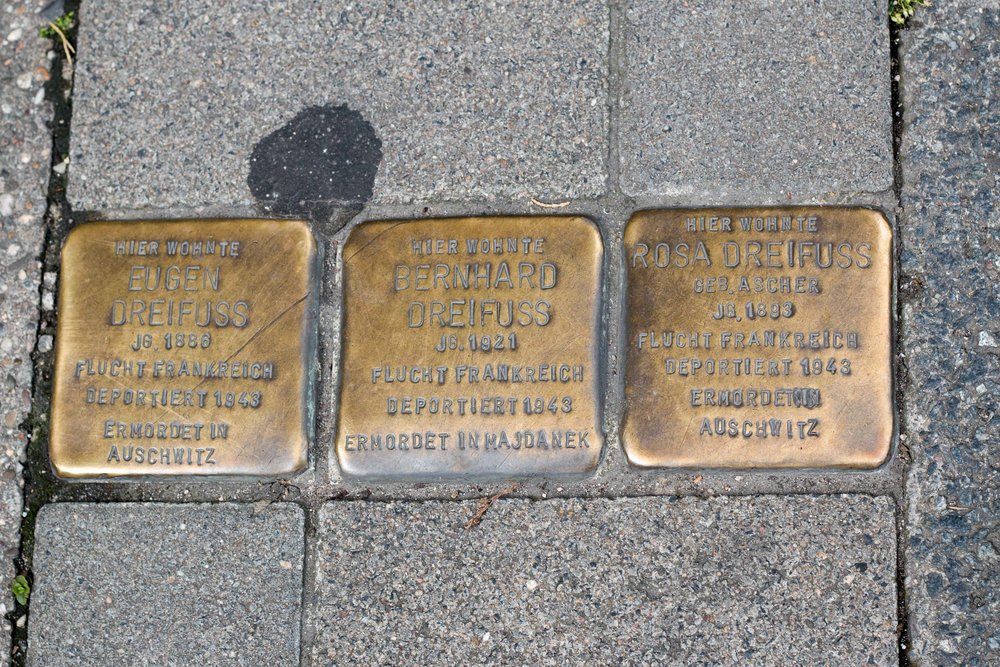 HIER WOHNTE
EUGEN
DREIFUSS
JG. 1886
FLUCHT FRANKREICH
DEPORTIERT 1943
ERMORDET IN
AUSCHWITZ
HIER WOHNTE
BERNHARD
DREIFUSS
JG. 1921
FLUCHT FRANKREICH
DEPORTIERT 1943
ERMORDET IN MAJDANEK
HIER WOHNTE
ROSA DREIFUSS
GEB. ASCHER
JG. 1893
FLUCHT FRANKREICH
DEPORTIERT 1943
ERMORDET IN
AUSCHWITZ